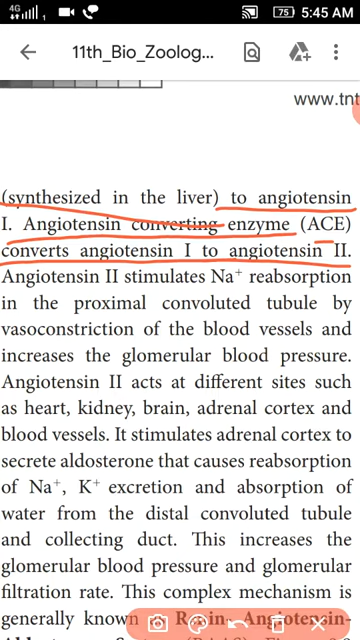 4G
75 5:45 AM
11th_Bio_Zoolog...
www.tnt
(synthesized in the liver) to angiotensin
I. Angiotensin converting enzyme (ACE)
converts angiotensin I to angiotensin II.
Angiotensin II stimulates Na⁺ reabsorption
in the proximal convoluted tubule by
vasoconstriction of the blood vessels and
increases the glomerular blood pressure.
Angiotensin II acts at different sites such
as heart, kidney, brain, adrenal cortex and
blood vessels. It stimulates adrenal cortex to
secrete aldosterone that causes reabsorption
of Na⁺, K⁺ excretion and absorption of
water from the distal convoluted tubule
and collecting duct. This increases the
glomerular blood pressure and glomerular
filtration rate. This complex mechanism is
generally known as Renin- Angiotensin-